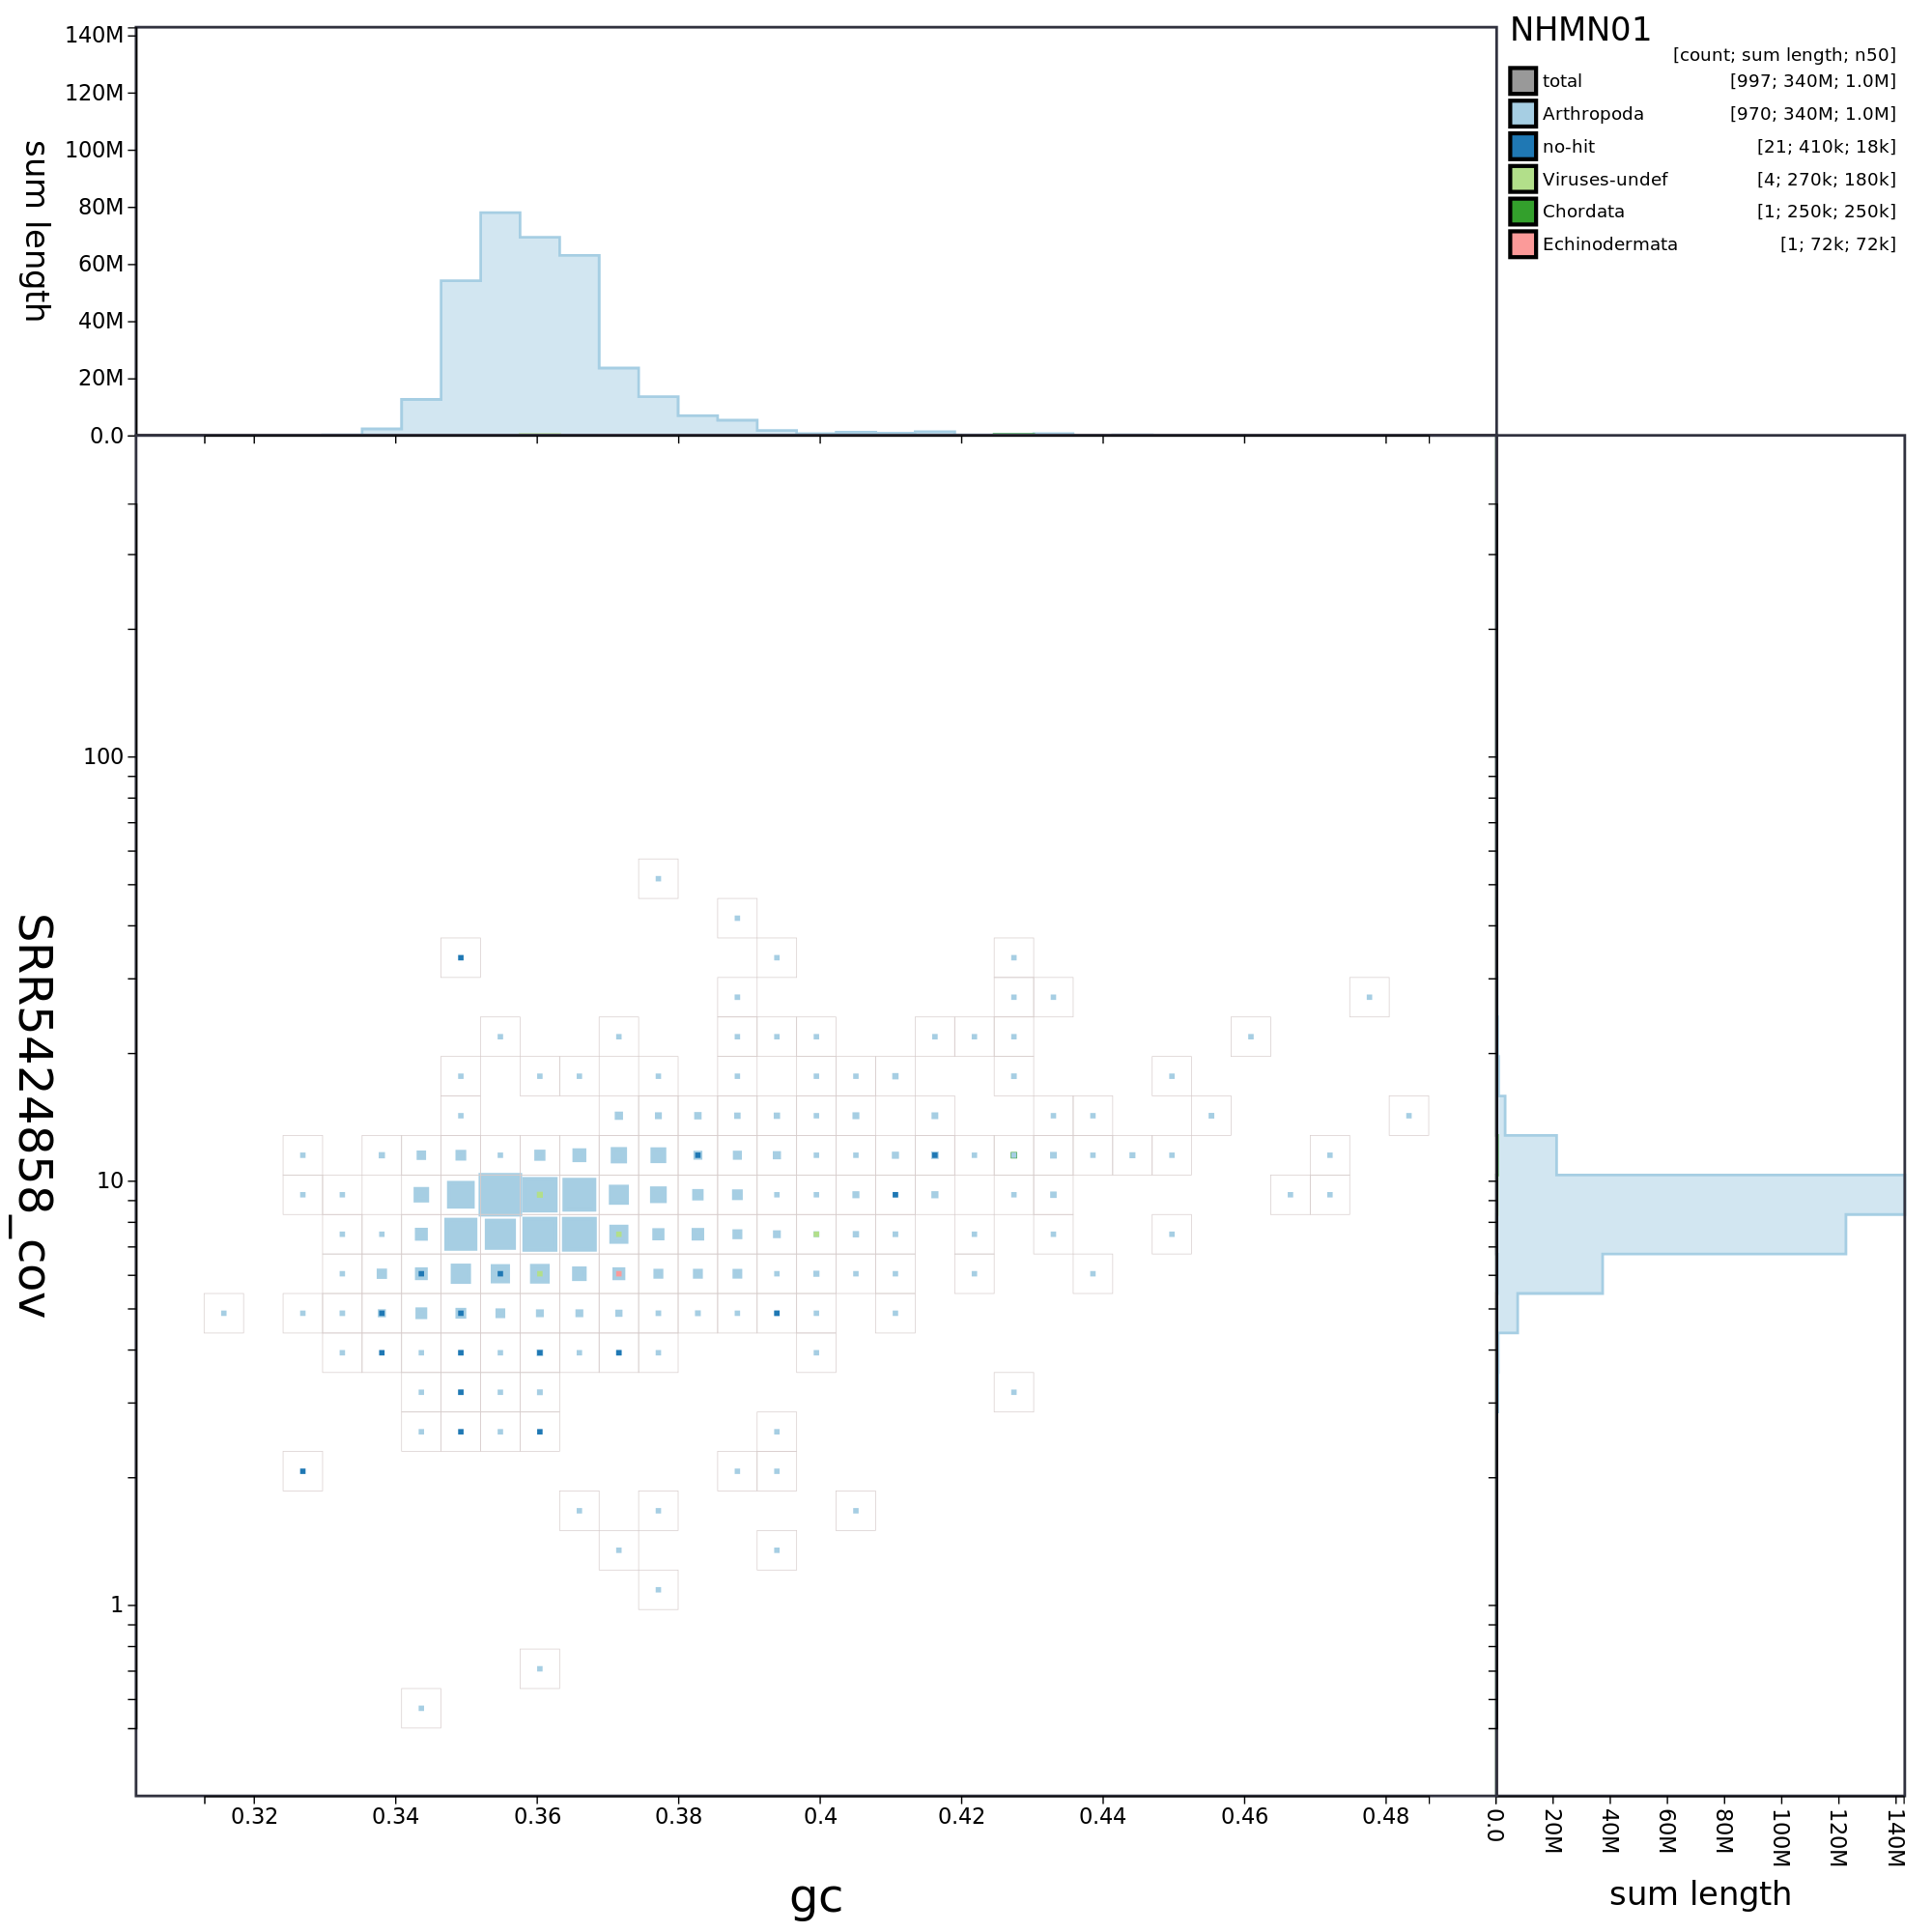 NHMN01
[count; sum length; n50]
total [997; 340M; 1.0M]
Arthropoda [970; 340M; 1.0M]
no-hit [21; 410k; 18k]
Viruses-undef [4; 270k; 180k]
Chordata [1; 250k; 250k]
Echinodermata [1; 72k; 72k]
140M
120M
100M
80M
60M
40M
20M
0.0
sum length
100
10
1
SRR5424858_cov
0.32 0.34 0.36 0.38 0.4 0.42 0.44 0.46 0.48
gc
0.0 20M 40M 60M 80M 100M 120M 140M
sum length